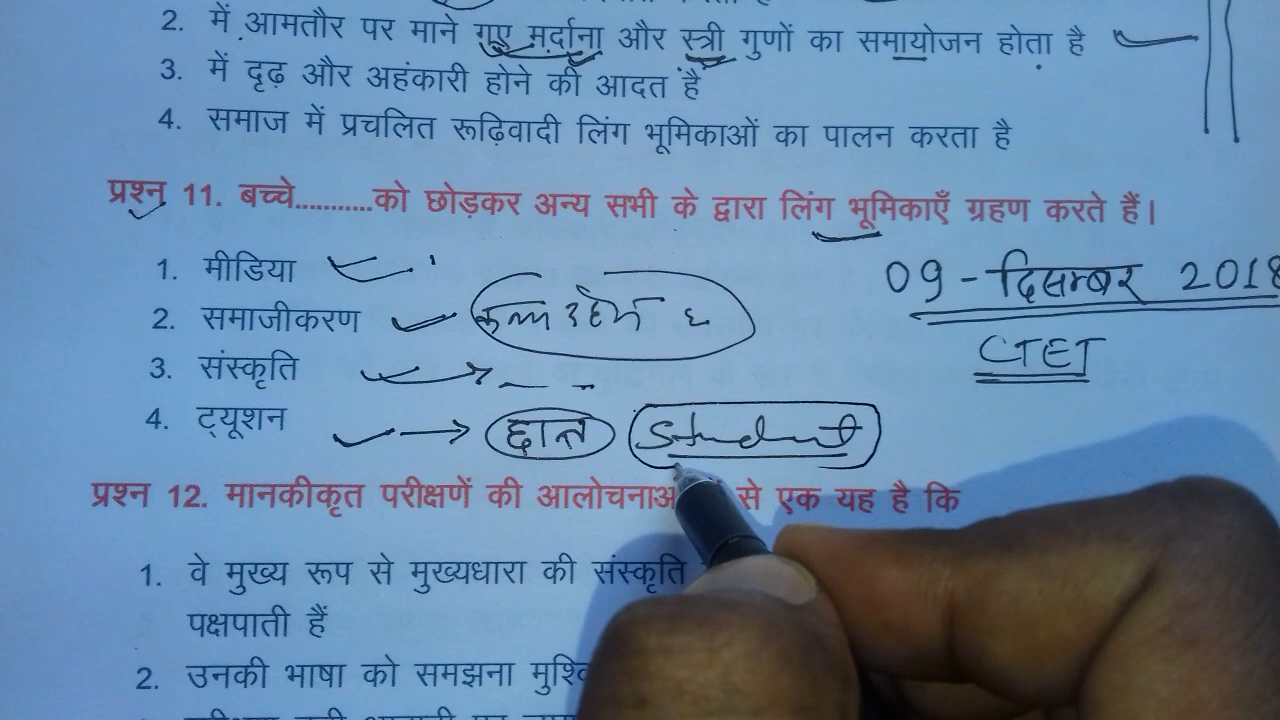 2. में आमतौर पर माने गए मर्दाना और स्त्री गुणों का समायोजन होता है
3. में दृढ़ और अहंकारी होने की आदत है
4. समाज में प्रचलित रूढ़िवादी लिंग भूमिकाओं का पालन करता है
प्रश्न 11. बच्चे...........को छोड़कर अन्य सभी के द्वारा लिंग भूमिकाएँ ग्रहण करते हैं।
1. मीडिया
09 - दिसम्बर 2018
2. समाजीकरण
CTET
3. संस्कृति
4. ट्यूशन
छात्र Student
प्रश्न 12. मानकीकृत परीक्षणें की से एक यह है कि
1. वे मुख्य रूप से मुख्यधारा की संस्कृति
पक्षपाती हैं
2. उनकी भाषा को समझना